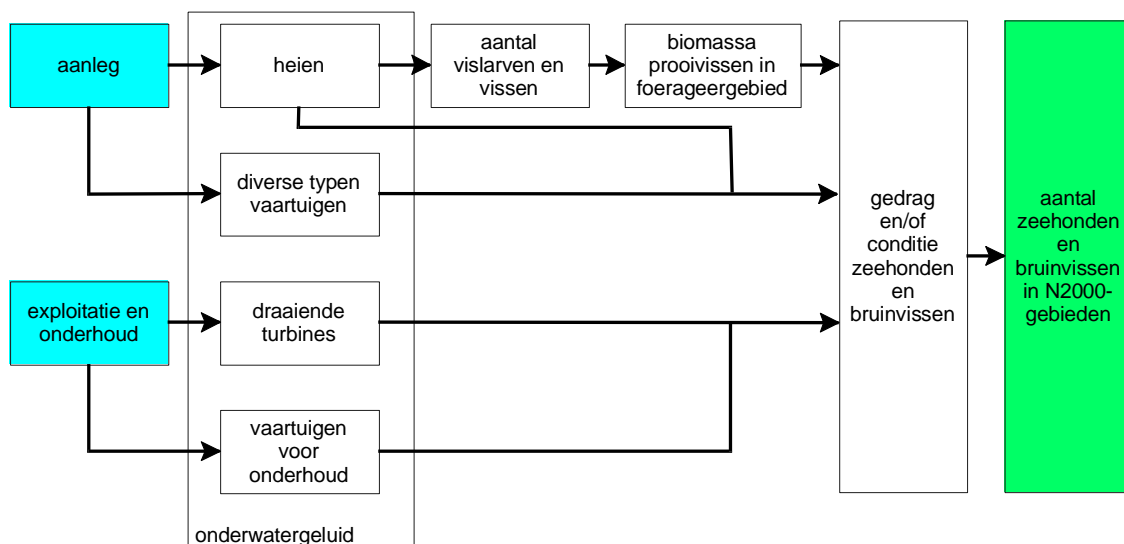 aanleg
heien
aantal
vislarven en
vissen
biomassa
prooivissen in
foerageergebied
diverse typen
vaartuigen
gedrag
en/of
conditie
zeehonden
en
bruinvissen
aantal
zeehonden
en
bruinvissen
in N2000-
gebieden
exploitatie en
onderhoud
draaiende
turbines
vaartuigen
voor
onderhoud
onderwatergeluid